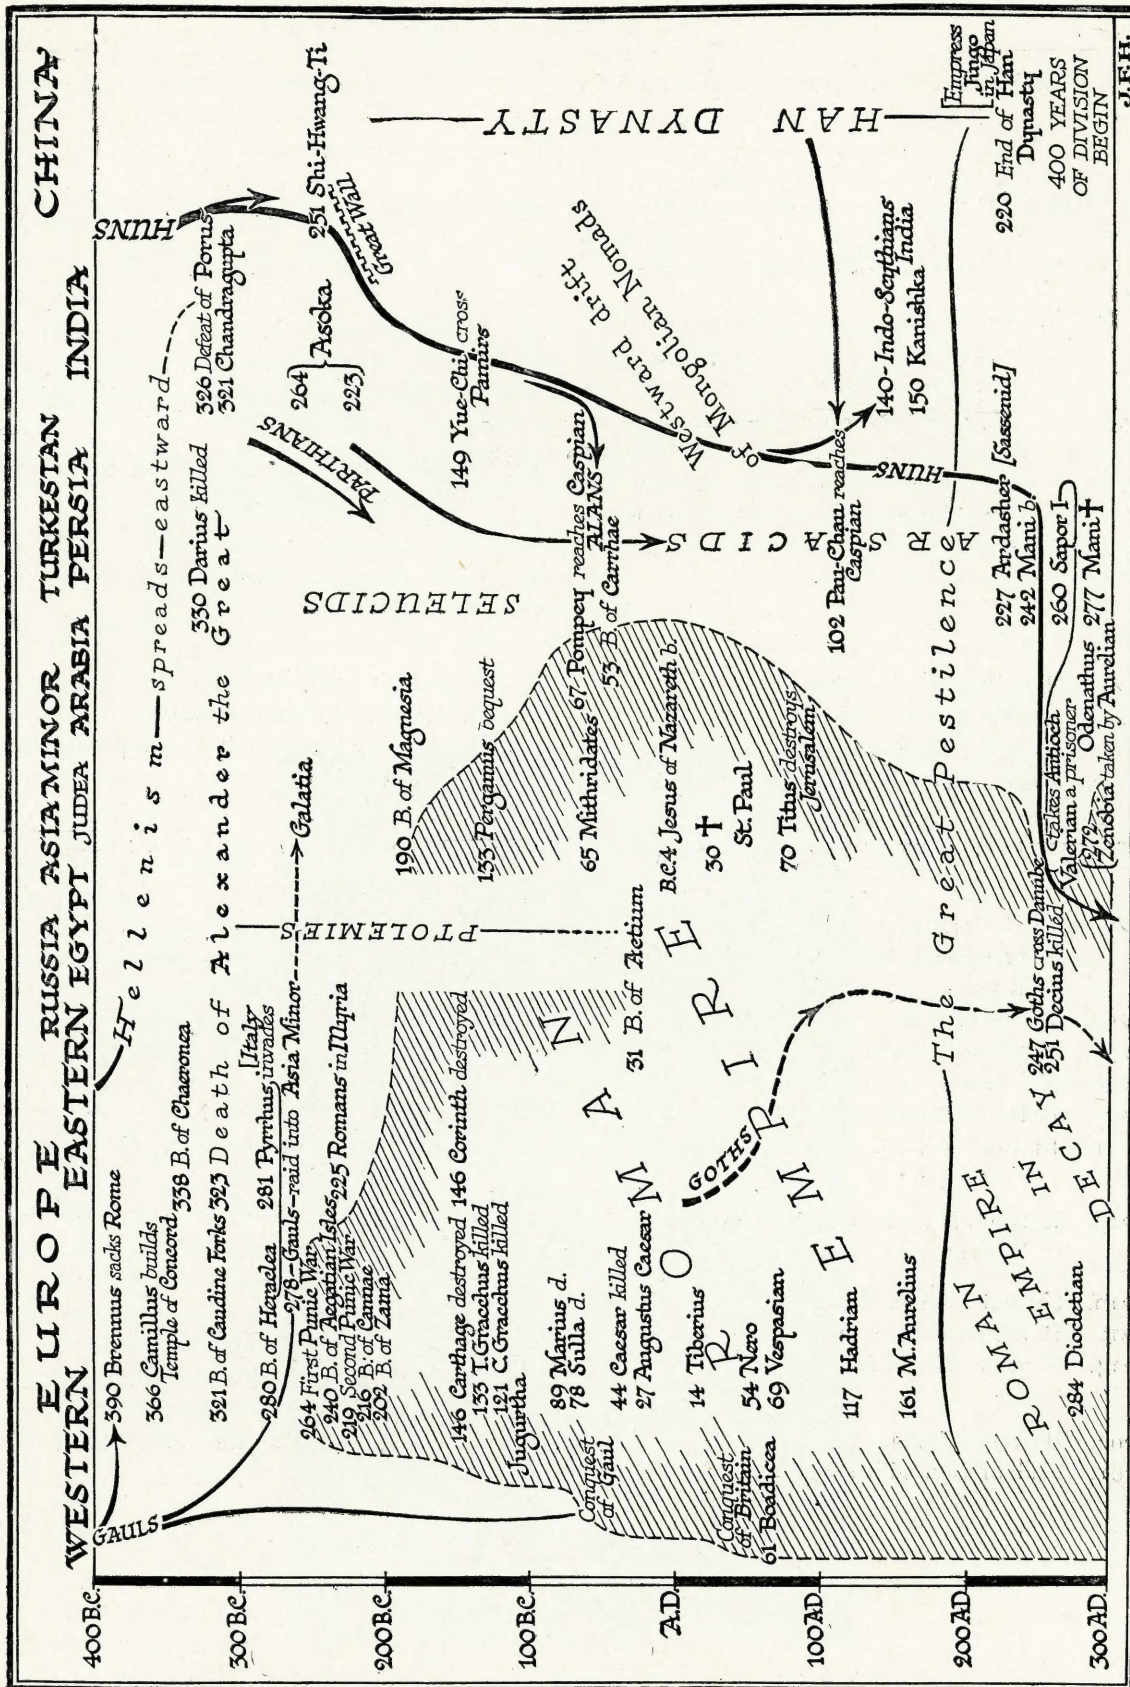 EUROPE RUSSIA ASIA MINOR TURKESTAN CHINA
WESTERN EASTERN EGYPT JUDEA ARABIA PERSIA INDIA
400 B.C.
300 B.C.
200 B.C.
100 B.C.
A.D.
100 A.D.
200 A.D.
300 A.D.
GAULS
390 Brennus sacks Rome
366 Camillus builds
Temple of Concord
338 B. of Chaeronea
321 B. of Caudine Forks
323 Death of
Alexander the Great
280 B. of Heraclea
281 Pyrrhus invades
[Italy
278-Gauls-raid into Asia Minor
Galatia
264 First Punic War
240 B. of Aegatian Isles
225 Romans in Illyria
219 Second Punic War
216 B. of Cannae
202 B. of Zama
146 Carthage destroyed
146 Corinth destroyed
133 T. Gracchus killed
121 C. Gracchus killed
Jugurtha
89 Marius d.
78 Sulla d.
Conquest
of Gaul
44 Caesar killed
27 Augustus Caesar
31 B. of Actium
14 Tiberius
Conquest
of Britain
54 Nero
61 Boadicea
69 Vespasian
117 Hadrian
161 M. Aurelius
ROMAN
EMPIRE
GOTHS
ROMAN
EMPIRE
IN
DECAY
284 Diocletian
247 Goths cross Danube
251 Decius killed
Hellenism—spreads—eastward
PTOLEMIES
330 Darius killed
326 Defeat of Porus
321 Chandragupta
264
Asoka
223
PARTHIANS
SELEUCIDS
190 B. of Magnesia
133 Pergamus bequest
149 Yue-Chi cross
Pamirs
65 Mithridates
67 Pompey reaches Caspian
ALANS
53 B. of Carrhae
B.C. 4 Jesus of Nazareth b.
30 ✝
St. Paul
70 Titus destroys
Jerusalem
ARSACIDS
102 Pau-Chau reaches
Caspian
HUNS
251 Shi-Hwang-Ti
Great Wall
Westward drift
of Mongolian Nomads
HAN DYNASTY
140-Indo-Scythians
India
150 Kanishka
HUNS
The Great Pestilence
227 Ardasher [Sassenid]
242 Mani b.
260 Sapor I
takes Antioch
Valerian a prisoner
Odenathus
272
Zenobia taken by Aurelian
277 Mani ✝
[Empress
Jingo
in Japan
220 End of Han
Dynasty
400 YEARS
OF DIVISION
BEGIN
J.F.H.